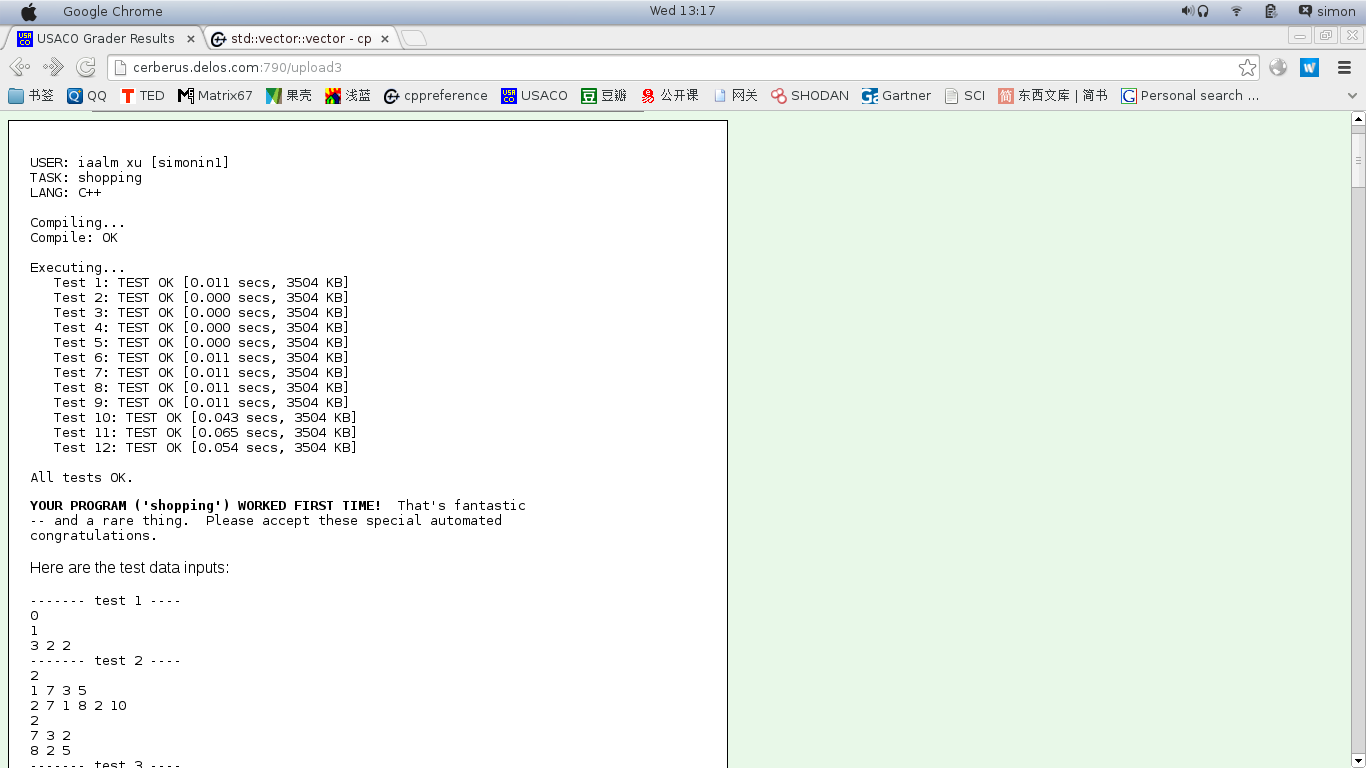 Google Chrome
Wed 13:17
simon
USACO Grader Results
std::vector::vector - cp
cerberus.delos.com:790/upload3
书签
QQ
TED
Matrix67
果壳
浅蓝
cppreference
USACO
豆瓣
公开课
网关
SHODAN
Gartner
SCI
东西文库 | 简书
Personal search ...
USER: iaalm xu [simonin1]
TASK: shopping
LANG: C++
Compiling...
Compile: OK
Executing...
Test 1: TEST OK [0.011 secs, 3504 KB]
Test 2: TEST OK [0.000 secs, 3504 KB]
Test 3: TEST OK [0.000 secs, 3504 KB]
Test 4: TEST OK [0.000 secs, 3504 KB]
Test 5: TEST OK [0.000 secs, 3504 KB]
Test 6: TEST OK [0.011 secs, 3504 KB]
Test 7: TEST OK [0.011 secs, 3504 KB]
Test 8: TEST OK [0.011 secs, 3504 KB]
Test 9: TEST OK [0.011 secs, 3504 KB]
Test 10: TEST OK [0.043 secs, 3504 KB]
Test 11: TEST OK [0.065 secs, 3504 KB]
Test 12: TEST OK [0.054 secs, 3504 KB]
All tests OK.
YOUR PROGRAM ('shopping') WORKED FIRST TIME! That's fantastic
-- and a rare thing. Please accept these special automated
congratulations.
Here are the test data inputs:
------- test 1 ----
0
1
3 2 2
------- test 2 ----
2
1 7 3 5
2 7 1 8 2 10
2
7 3 2
8 2 5
------- test 3 ----